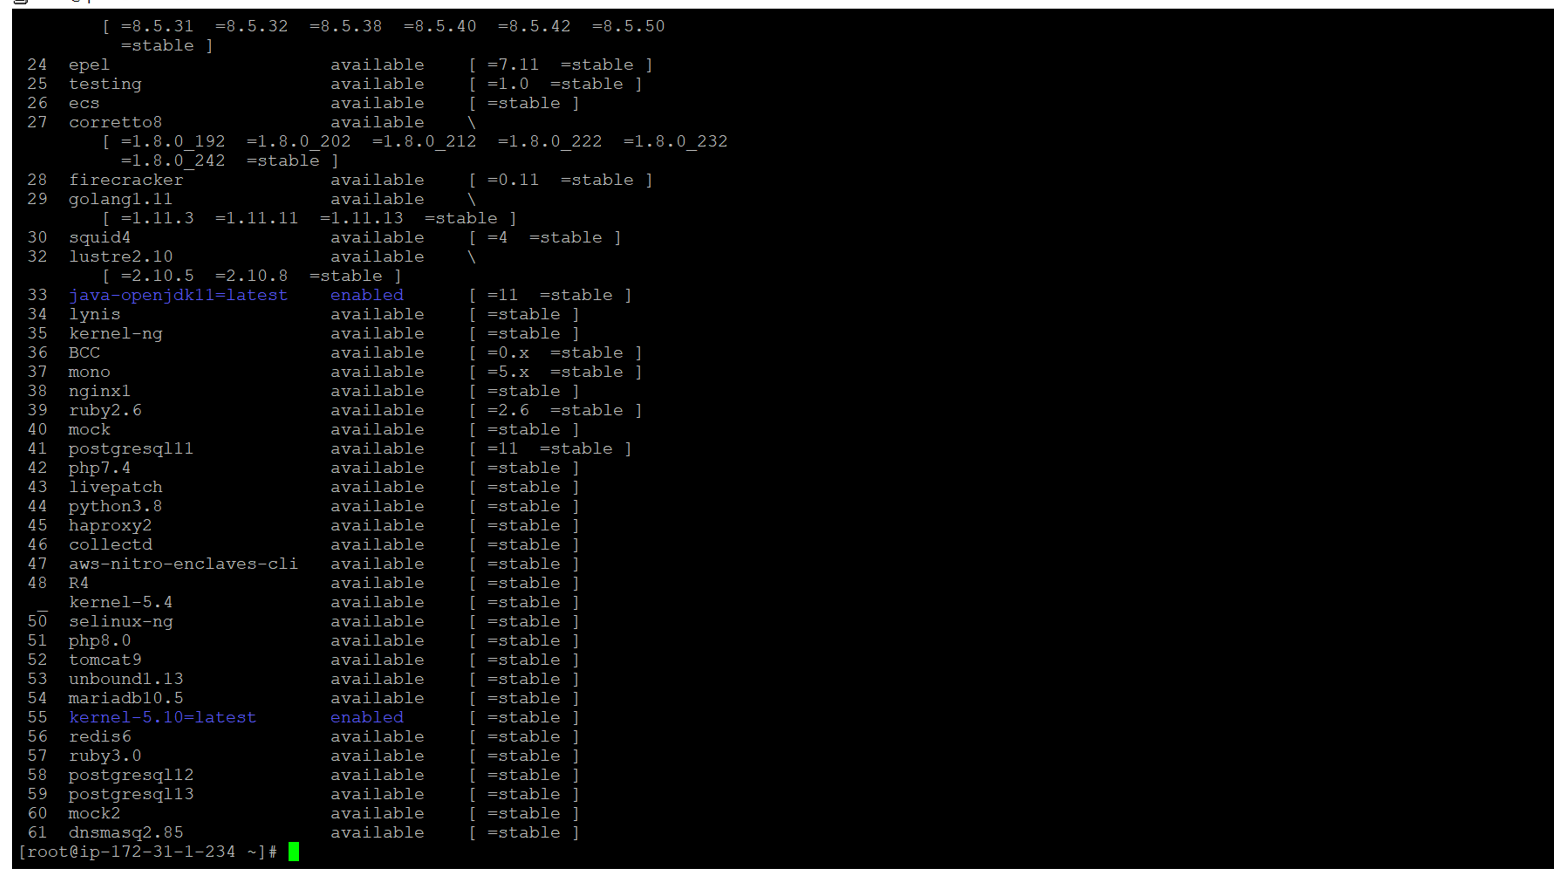 [ =8.5.31  =8.5.32  =8.5.38  =8.5.40  =8.5.42  =8.5.50
=stable ]
24  epel                     available    [ =7.11  =stable ]
25  testing                  available    [ =1.0  =stable ]
26  ecs                      available    [ =stable ]
27  corretto8                available    \
[ =1.8.0_192  =1.8.0_202  =1.8.0_212  =1.8.0_222  =1.8.0_232
=1.8.0_242  =stable ]
28  firecracker              available    [ =0.11  =stable ]
29  golang1.11               available    \
[ =1.11.3  =1.11.11  =1.11.13  =stable ]
30  squid4                   available    [ =4  =stable ]
32  lustre2.10               available    \
[ =2.10.5  =2.10.8  =stable ]
33  java-openjdk11=latest    enabled      [ =11  =stable ]
34  lynis                    available    [ =stable ]
35  kernel-ng                available    [ =stable ]
36  BCC                      available    [ =0.x  =stable ]
37  mono                     available    [ =5.x  =stable ]
38  nginx1                   available    [ =stable ]
39  ruby2.6                  available    [ =2.6  =stable ]
40  mock                     available    [ =stable ]
41  postgresql11             available    [ =11  =stable ]
42  php7.4                   available    [ =stable ]
43  livepatch                available    [ =stable ]
44  python3.8                available    [ =stable ]
45  haproxy2                 available    [ =stable ]
46  collectd                 available    [ =stable ]
47  aws-nitro-enclaves-cli   available    [ =stable ]
48  R4                       available    [ =stable ]
_  kernel-5.4               available    [ =stable ]
50  selinux-ng               available    [ =stable ]
51  php8.0                   available    [ =stable ]
52  tomcat9                  available    [ =stable ]
53  unbound1.13              available    [ =stable ]
54  mariadb10.5              available    [ =stable ]
55  kernel-5.10=latest       enabled      [ =stable ]
56  redis6                   available    [ =stable ]
57  ruby3.0                  available    [ =stable ]
58  postgresql12             available    [ =stable ]
59  postgresql13             available    [ =stable ]
60  mock2                    available    [ =stable ]
61  dnsmasq2.85              available    [ =stable ]
[root@ip-172-31-1-234 ~]#